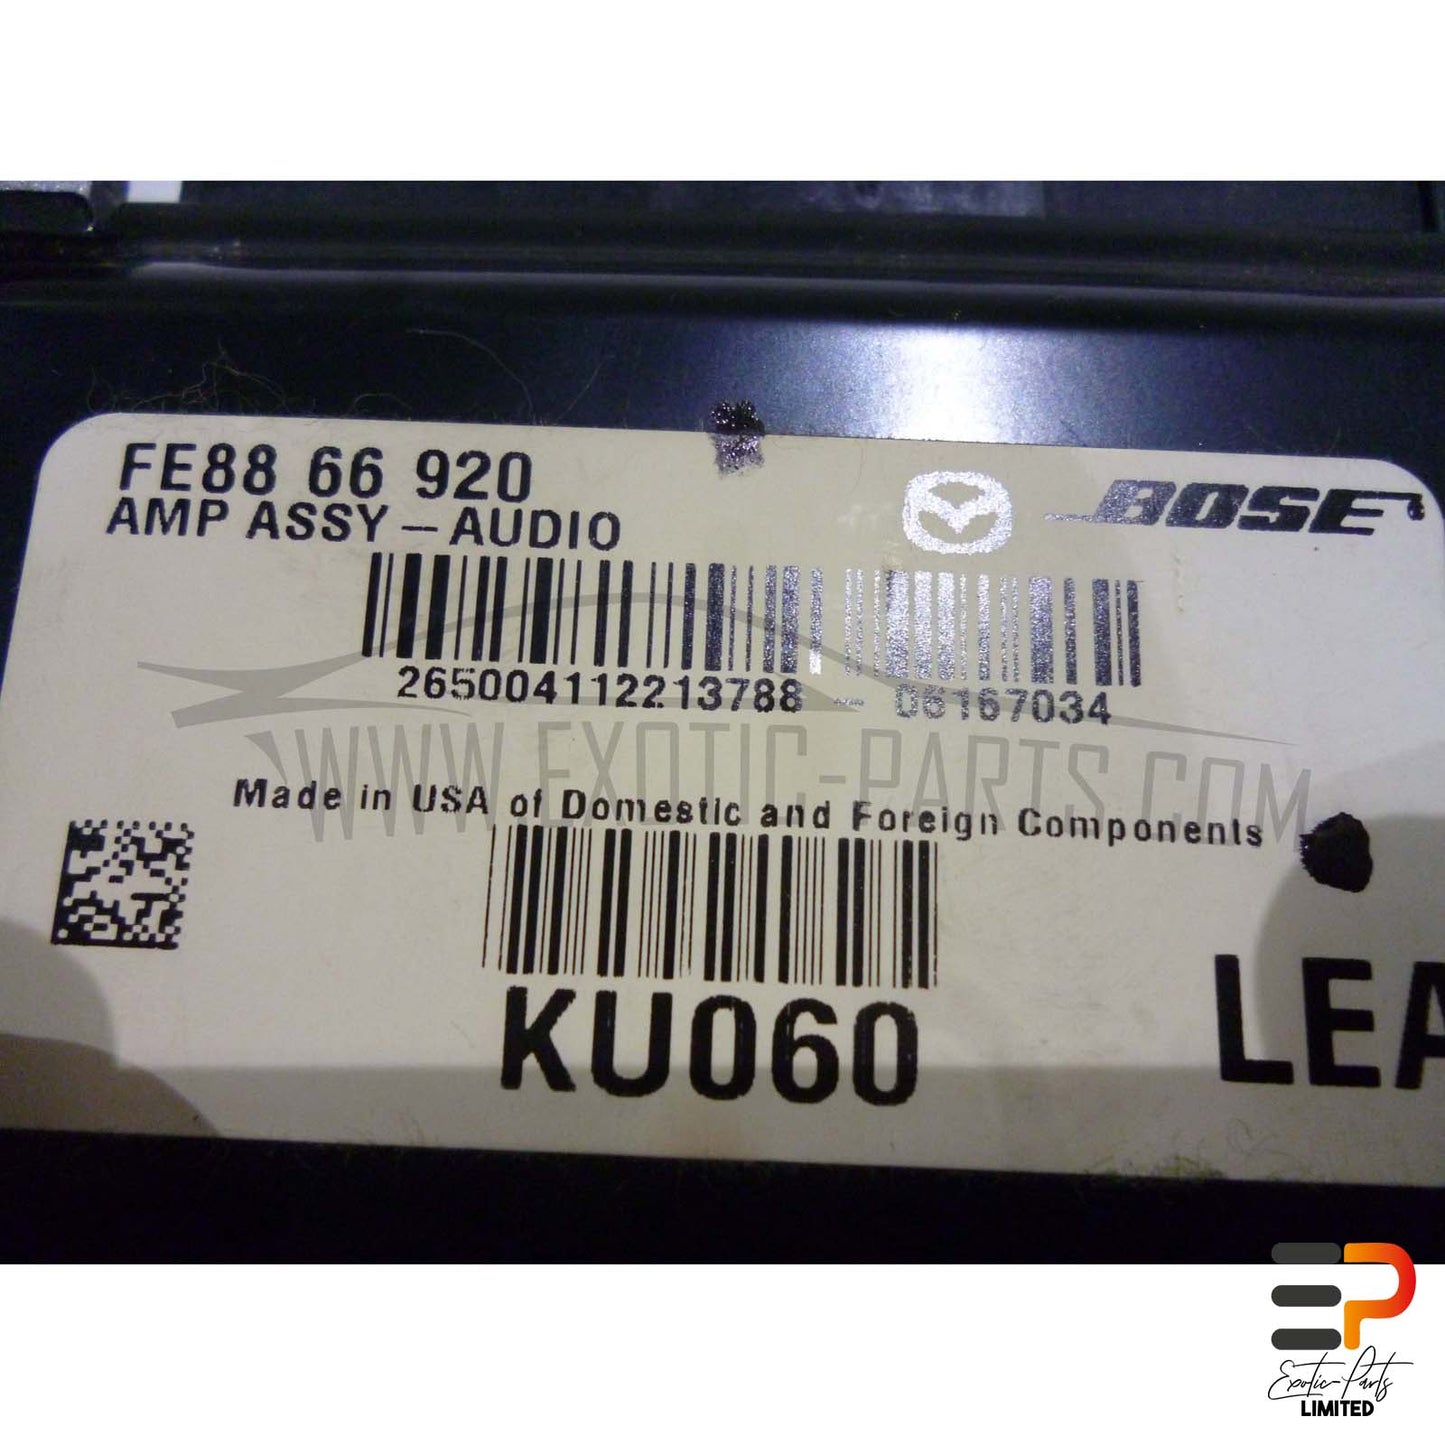 FE88 66 920
AMP ASSY – AUDIO
BOSE
265004112213788 – 06167034
WWW.EXOTIC-PARTS.COM
Made in USA of Domestic and Foreign Components
KU060
LEA
EP
Exotic-Parts
LIMITED